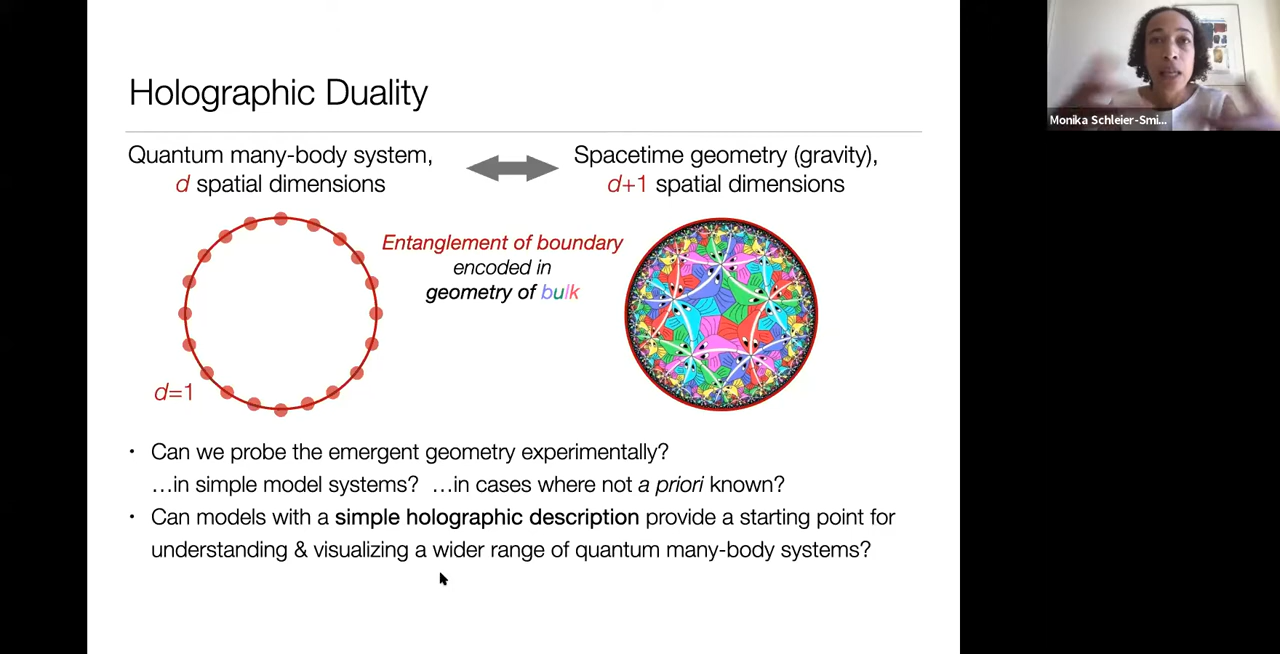 Holographic Duality
Quantum many-body system,
d spatial dimensions
Spacetime geometry (gravity),
d+1 spatial dimensions
Entanglement of boundary
encoded in
geometry of bulk
d=1
• Can we probe the emergent geometry experimentally?
…in simple model systems? …in cases where not a priori known?
• Can models with a simple holographic description provide a starting point for
understanding & visualizing a wider range of quantum many-body systems?
Monika Schleier-Smi...